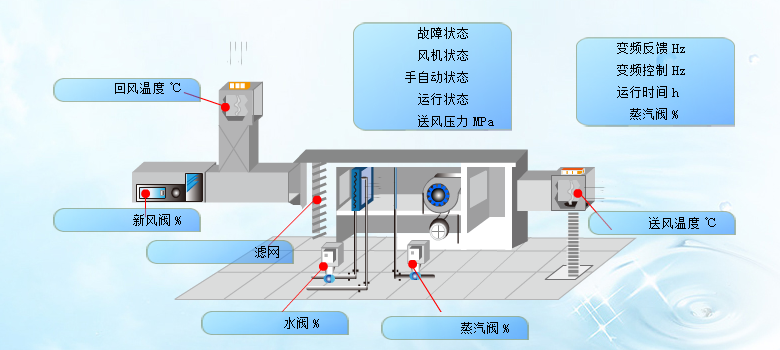 故障状态
风机状态
手自动状态
运行状态
送风压力 MPa
变频反馈 Hz
变频控制 Hz
运行时间 h
蒸汽阀 %
回风温度 ℃
新风阀 %
滤网
送风温度 ℃
水阀 %
蒸汽阀 %